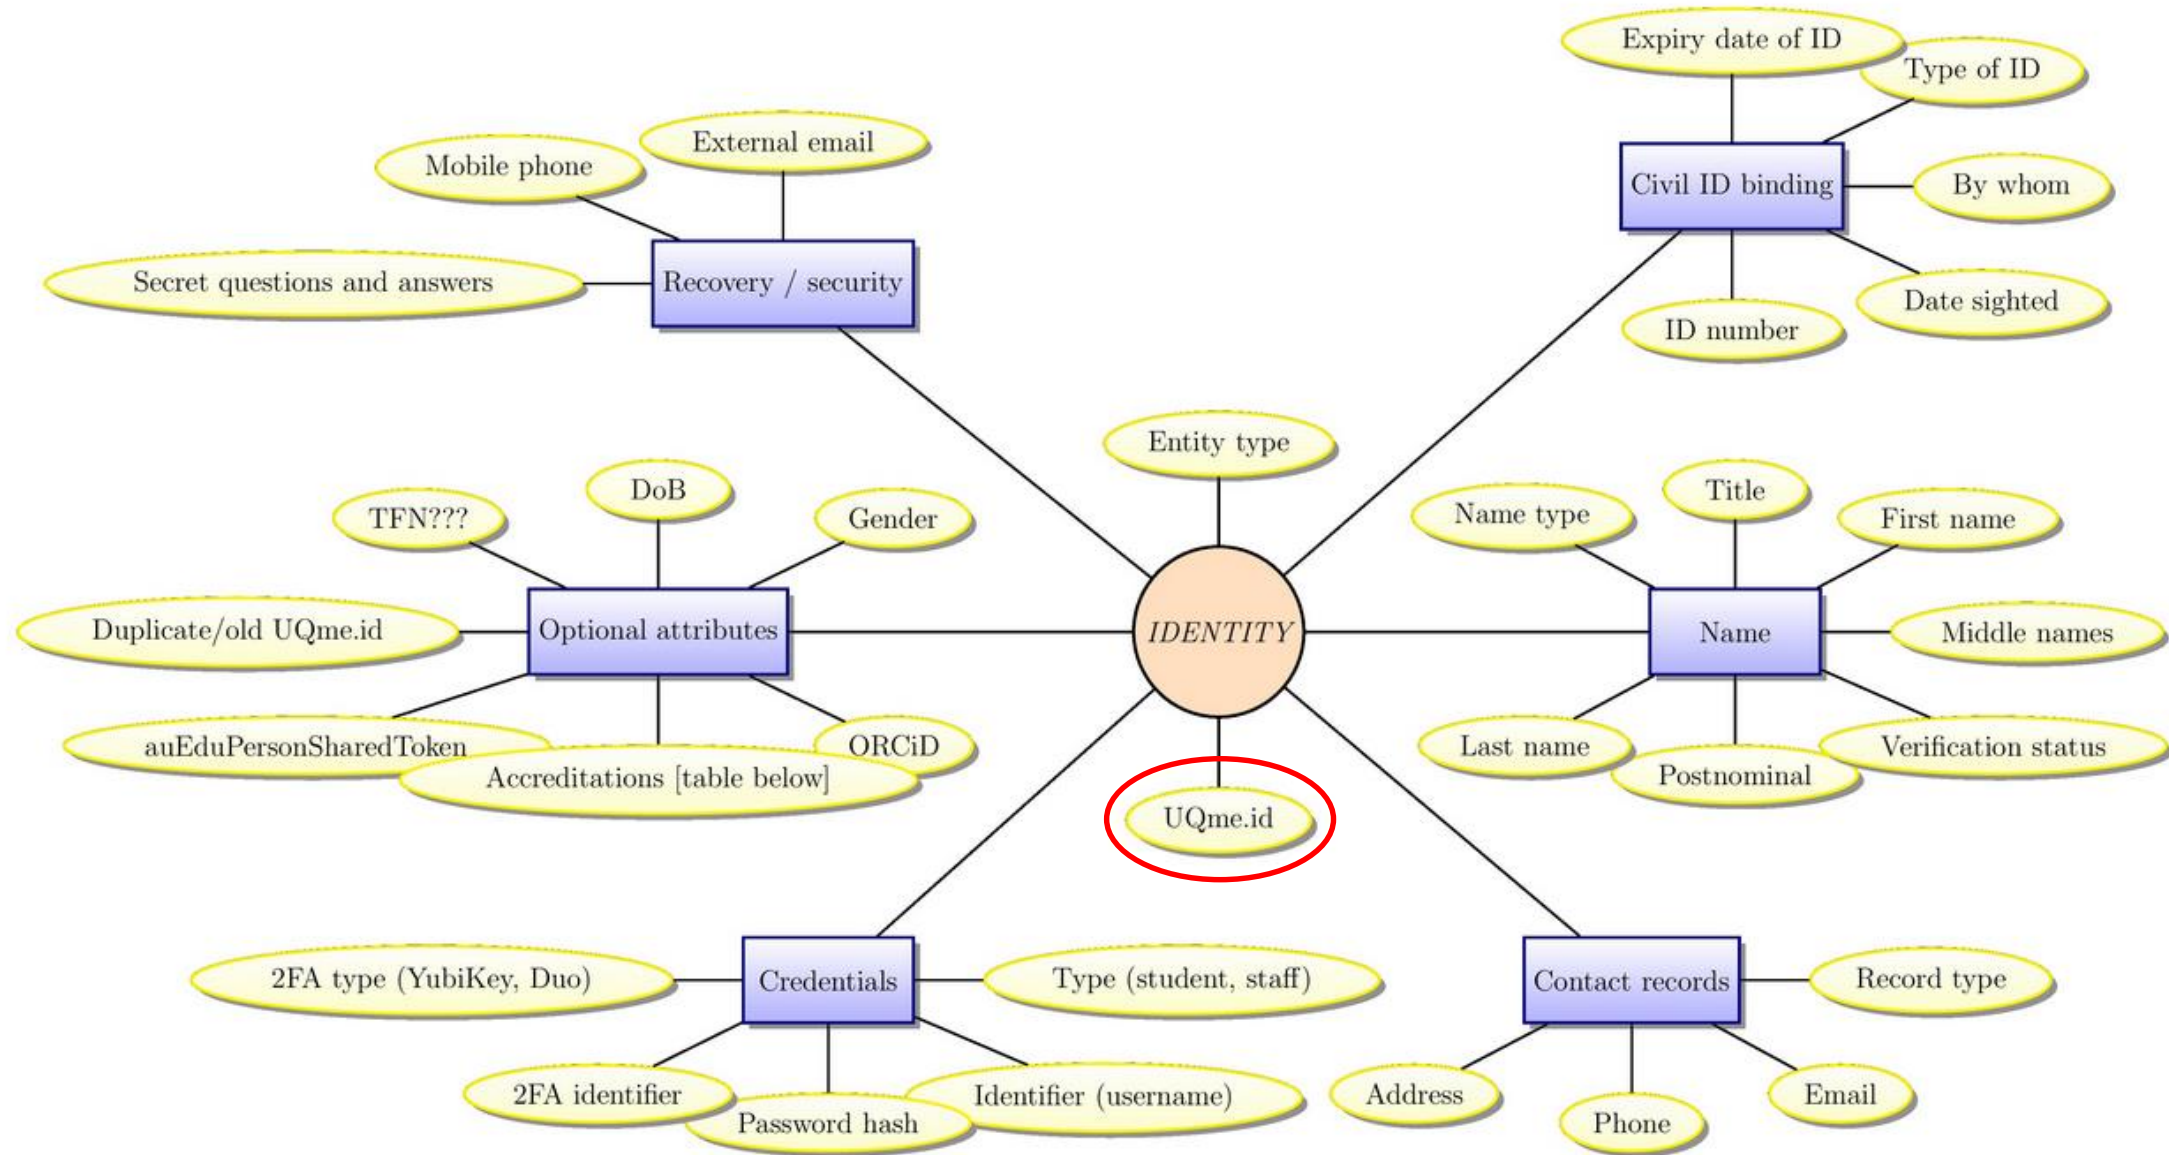 Expiry date of ID
Type of ID
External email
Mobile phone
Civil ID binding
By whom
Recovery / security
Secret questions and answers
Date sighted
ID number
Entity type
DoB
Title
TFN???
Gender
Name type
First name
Duplicate/old UQme.id
Optional attributes
IDENTITY
Name
Middle names
auEduPersonSharedToken
ORCiD
Last name
Verification status
Accreditations [table below]
Postnominal
UQme.id
2FA type (YubiKey, Duo)
Credentials
Type (student, staff)
Contact records
Record type
2FA identifier
Identifier (username)
Password hash
Address
Email
Phone